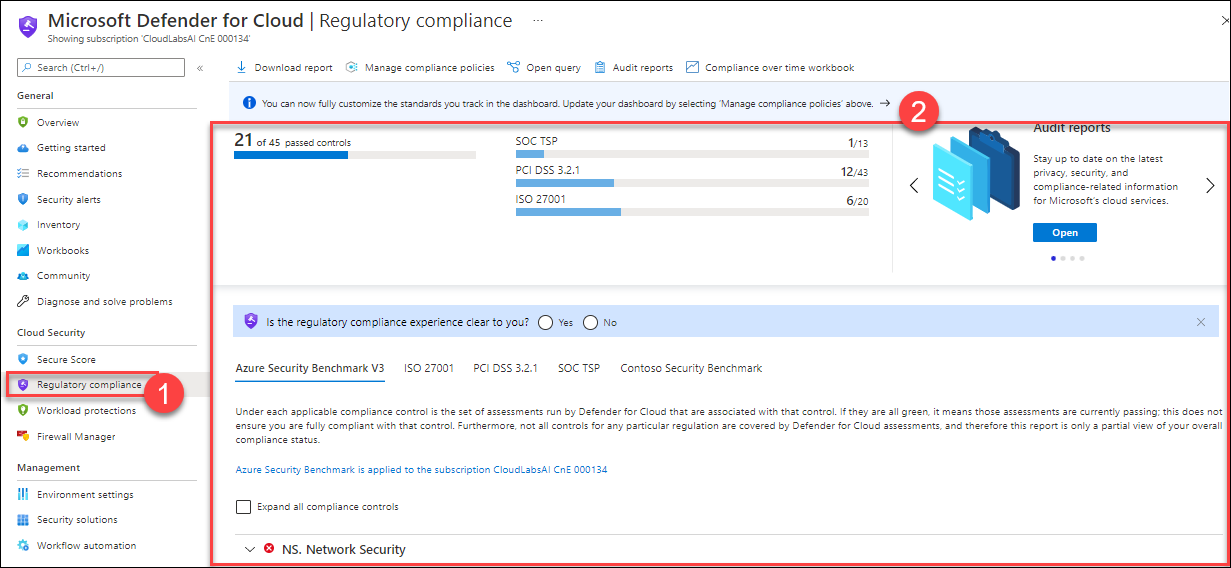 Microsoft Defender for Cloud | Regulatory compliance ...
Showing subscription 'CloudLabsAI CnE 000134'
Search (Ctrl+/)
«
General
Overview
Getting started
Recommendations
Security alerts
Inventory
Workbooks
Community
Diagnose and solve problems
Cloud Security
Secure Score
Regulatory compliance
1
Workload protections
Firewall Manager
Management
Environment settings
Security solutions
Workflow automation
Download report
Manage compliance policies
Open query
Audit reports
Compliance over time workbook
You can now fully customize the standards you track in the dashboard. Update your dashboard by selecting 'Manage compliance policies' above. →
2
21 of 45 passed controls
SOC TSP 1/13
PCI DSS 3.2.1 12/43
ISO 27001 6/20
Audit reports
Stay up to date on the latest
privacy, security, and
compliance-related information
for Microsoft's cloud services.
Open
Is the regulatory compliance experience clear to you? Yes No
Azure Security Benchmark V3 ISO 27001 PCI DSS 3.2.1 SOC TSP Contoso Security Benchmark
Under each applicable compliance control is the set of assessments run by Defender for Cloud that are associated with that control. If they are all green, it means those assessments are currently passing; this does not
ensure you are fully compliant with that control. Furthermore, not all controls for any particular regulation are covered by Defender for Cloud assessments, and therefore this report is only a partial view of your overall
compliance status.
Azure Security Benchmark is applied to the subscription CloudLabsAI CnE 000134
Expand all compliance controls
NS. Network Security